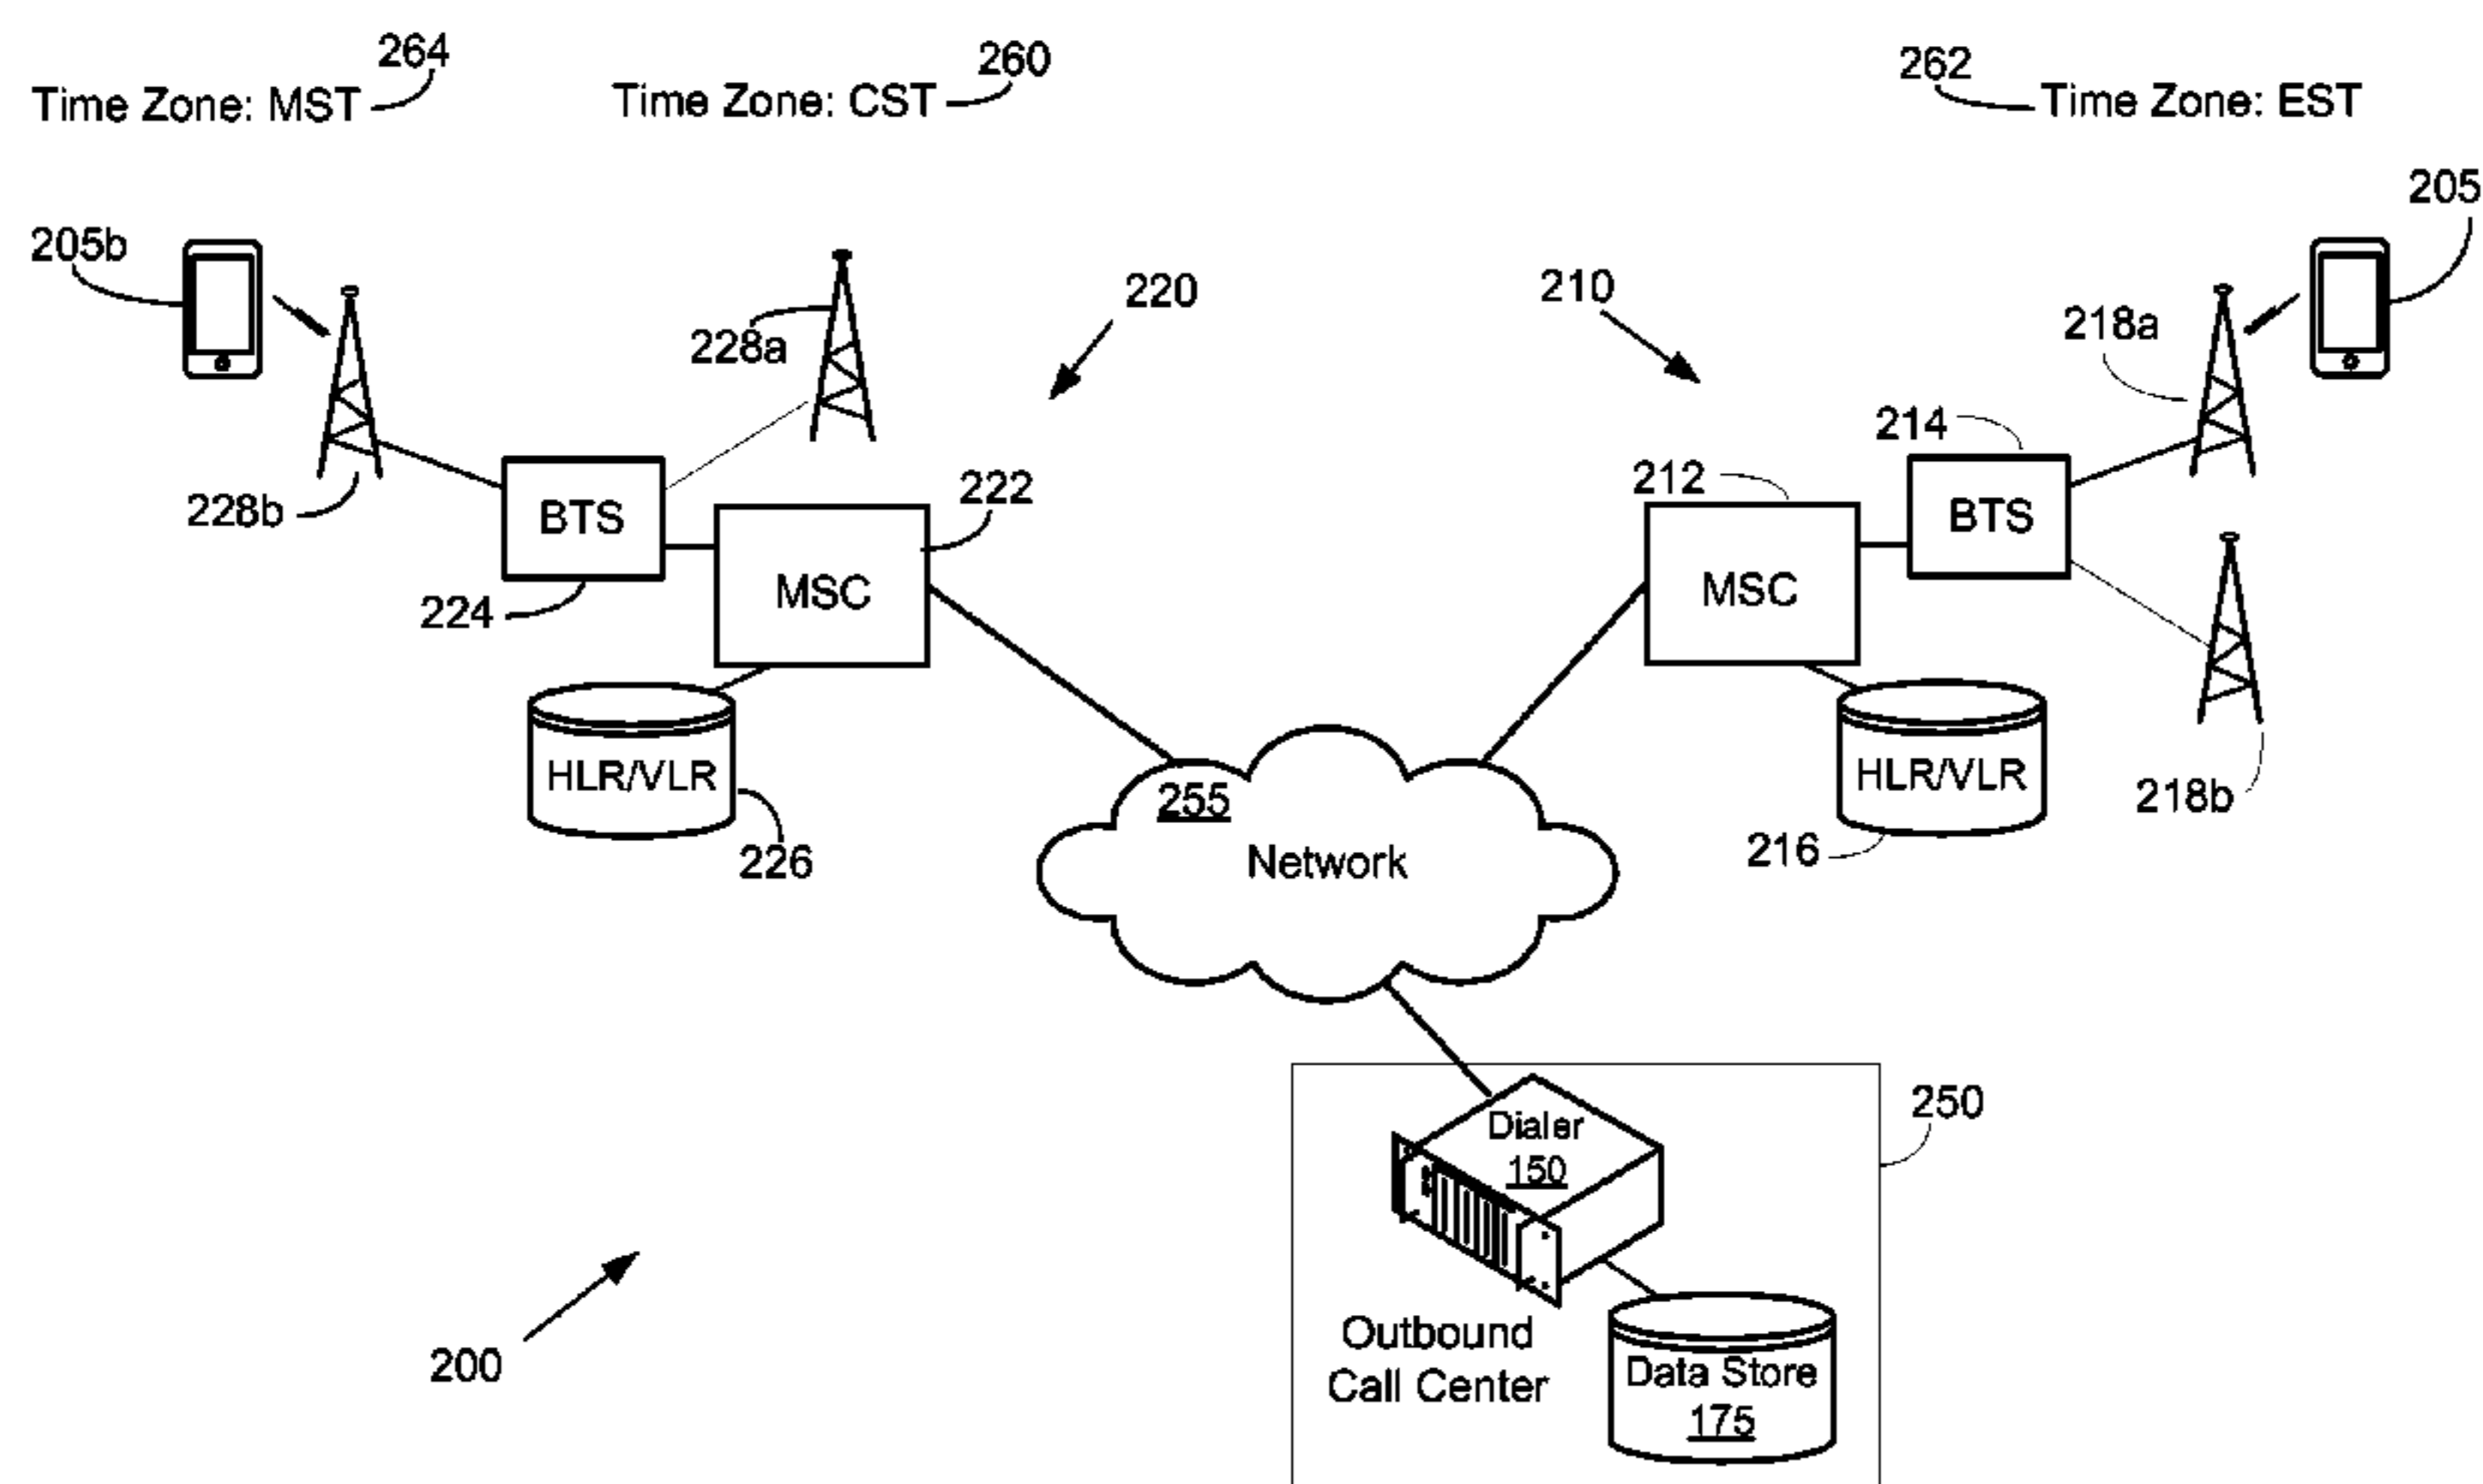 264
260
262
Time Zone: MST
Time Zone: CST
Time Zone: EST
205
205b
220
210
228a
218a
214
222
212
228b
BTS
BTS
MSC
MSC
224
HLR/VLR
255
HLR/VLR
218b
226
Network
216
250
Dialer
150
200
Outbound
Call Center
Data Store
175